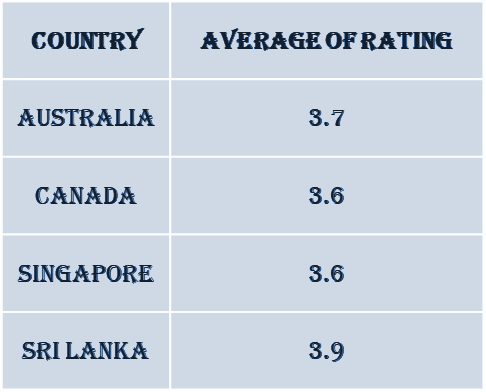 COUNTRY AVERAGE OF RATING
AUSTRALIA 3.7
CANADA 3.6
SINGAPORE 3.6
SRI LANKA 3.9